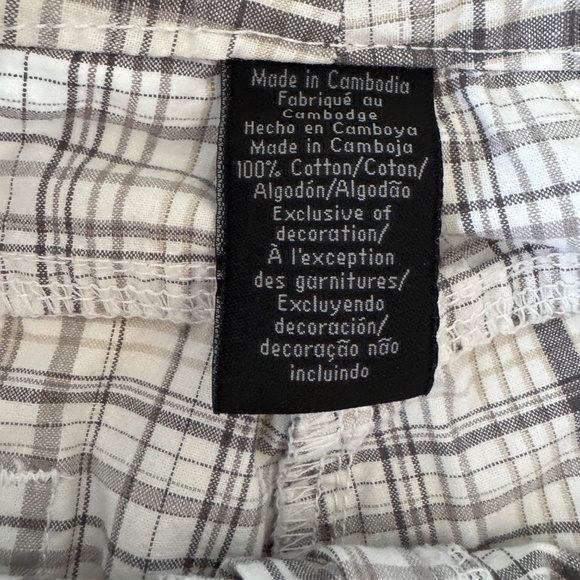 Made in Cambodia
Fabriqué au
Cambodge
Hecho en Camboya
Made in Camboja
100% Cotton/Coton/
Algodón/Algodão
Exclusive of
decoration/
À l'exception
des garnitures/
Excluyendo
decoración/
decoração não
incluindo